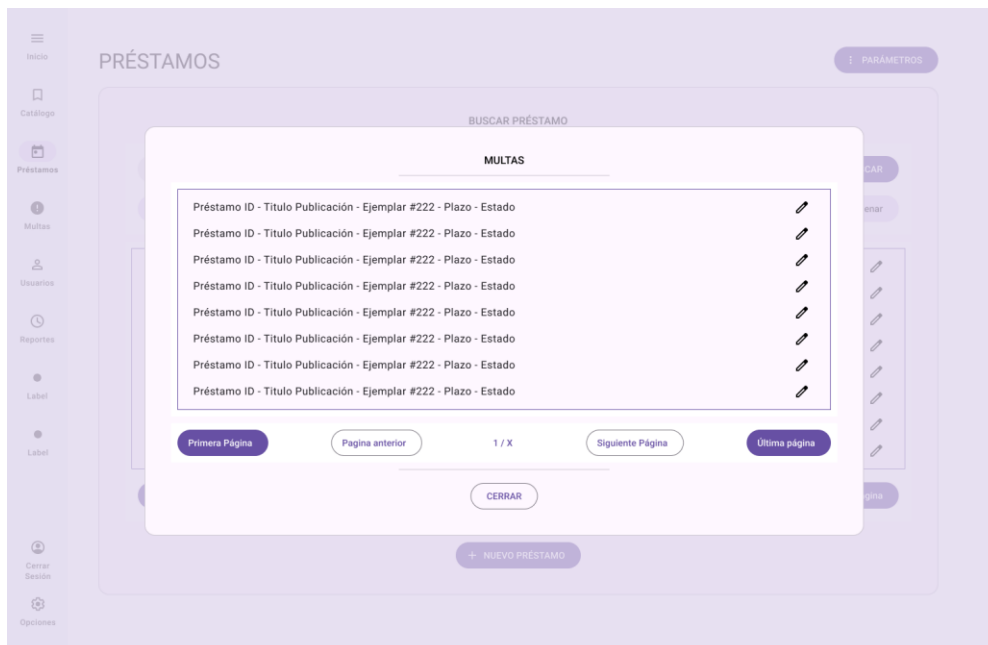 Inicio
Catálogo
Préstamos
Multas
Usuarios
Reportes
Label
Label
Cerrar
Sesión
Opciones
PRÉSTAMOS
⋮ PARÁMETROS
BUSCAR PRÉSTAMO
CAR
enar
MULTAS
Préstamo ID - Titulo Publicación - Ejemplar #222 - Plazo - Estado
Préstamo ID - Titulo Publicación - Ejemplar #222 - Plazo - Estado
Préstamo ID - Titulo Publicación - Ejemplar #222 - Plazo - Estado
Préstamo ID - Titulo Publicación - Ejemplar #222 - Plazo - Estado
Préstamo ID - Titulo Publicación - Ejemplar #222 - Plazo - Estado
Préstamo ID - Titulo Publicación - Ejemplar #222 - Plazo - Estado
Préstamo ID - Titulo Publicación - Ejemplar #222 - Plazo - Estado
Préstamo ID - Titulo Publicación - Ejemplar #222 - Plazo - Estado
Primera Página
Pagina anterior
1 / X
Siguiente Página
Última página
CERRAR
ágina
+ NUEVO PRÉSTAMO